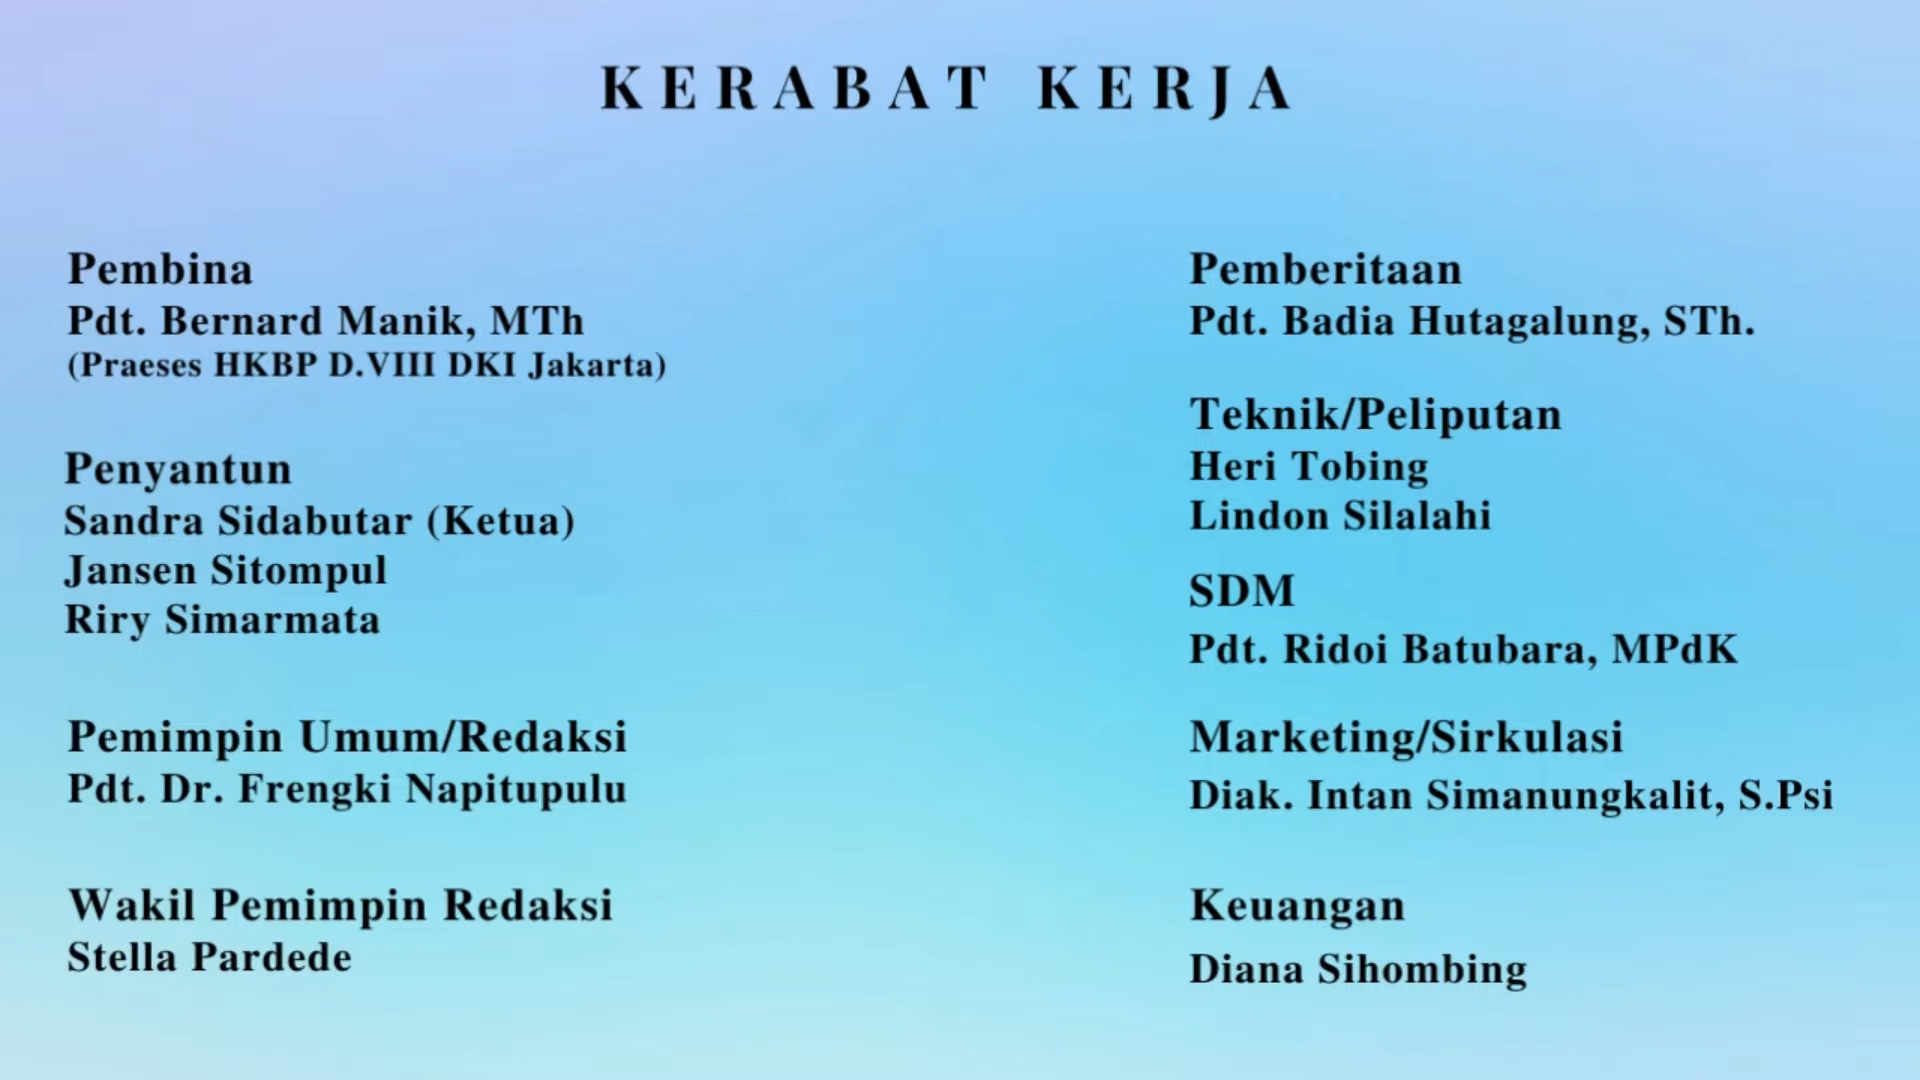 KERABAT KERJA
Pembina
Pdt. Bernard Manik, MTh
(Praeses HKBP D.VIII DKI Jakarta)
Penyantun
Sandra Sidabutar (Ketua)
Jansen Sitompul
Riry Simarmata
Pemimpin Umum/Redaksi
Pdt. Dr. Frengki Napitupulu
Wakil Pemimpin Redaksi
Stella Pardede
Pemberitaan
Pdt. Badia Hutagalung, STh.
Teknik/Peliputan
Heri Tobing
Lindon Silalahi
SDM
Pdt. Ridoi Batubara, MPdK
Marketing/Sirkulasi
Diak. Intan Simanungkalit, S.Psi
Keuangan
Diana Sihombing